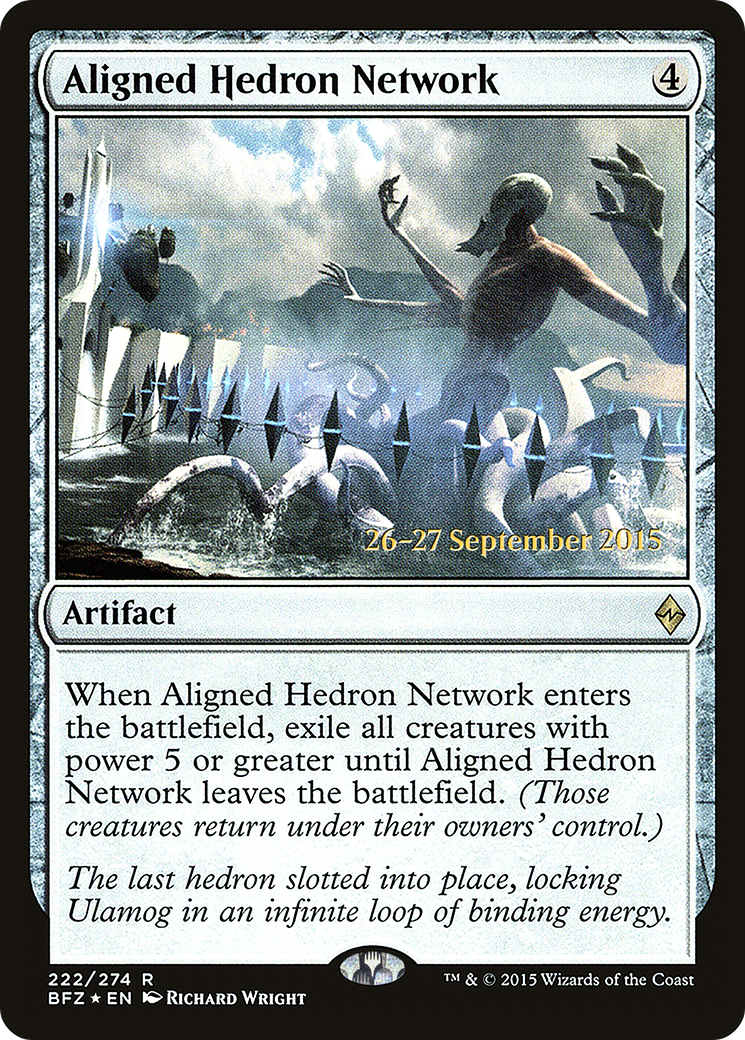 Aligned Hedron Network 4
26–27 September 2015
Artifact
When Aligned Hedron Network enters
the battlefield, exile all creatures with
power 5 or greater until Aligned Hedron
Network leaves the battlefield. (Those
creatures return under their owners' control.)
The last hedron slotted into place, locking
Ulamog in an infinite loop of binding energy.
222/274 R
BFZ ★ EN Richard Wright
™ & © 2015 Wizards of the Coast